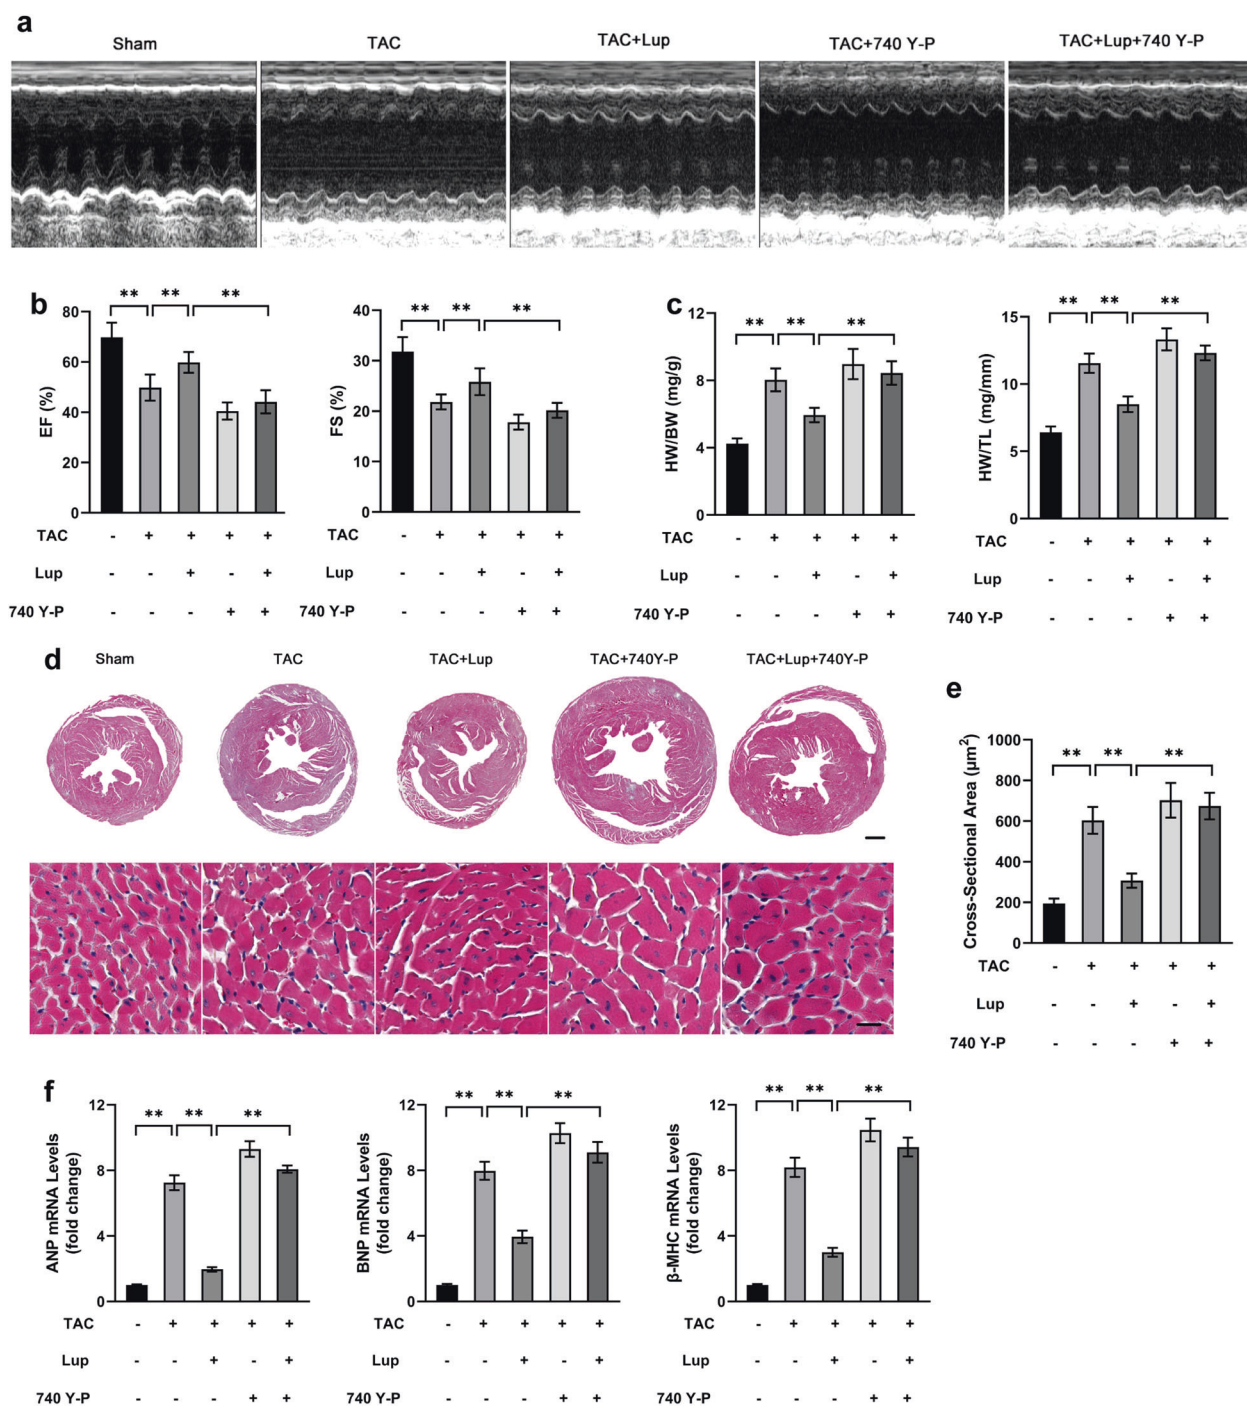 a
Sham TAC TAC+Lup TAC+740 Y-P TAC+Lup+740 Y-P
b
EF (%)
80
60
40
20
0
** ** **
TAC - + + + +
Lup - - + - +
740 Y-P - - - + +
FS (%)
40
30
20
10
0
** ** **
TAC - + + + +
Lup - - + - +
740 Y-P - - - + +
c
HW/BW (mg/g)
12
8
4
0
** ** **
TAC - + + + +
Lup - - + - +
740 Y-P - - - + +
HW/TL (mg/mm)
15
10
5
0
** ** **
TAC - + + + +
Lup - - + - +
740 Y-P - - - + +
d
Sham TAC TAC+Lup TAC+740Y-P TAC+Lup+740Y-P
e
Cross-Sectional Area (µm²)
1000
800
600
400
200
0
** ** **
TAC - + + + +
Lup - - + - +
740 Y-P - - - + +
f
ANP mRNA Levels
(fold change)
12
8
4
0
** ** **
TAC - + + + +
Lup - - + - +
740 Y-P - - - + +
BNP mRNA Levels
(fold change)
12
8
4
0
** ** **
TAC - + + + +
Lup - - + - +
740 Y-P - - - + +
β-MHC mRNA Levels
(fold change)
12
8
4
0
** ** **
TAC - + + + +
Lup - - + - +
740 Y-P - - - + +